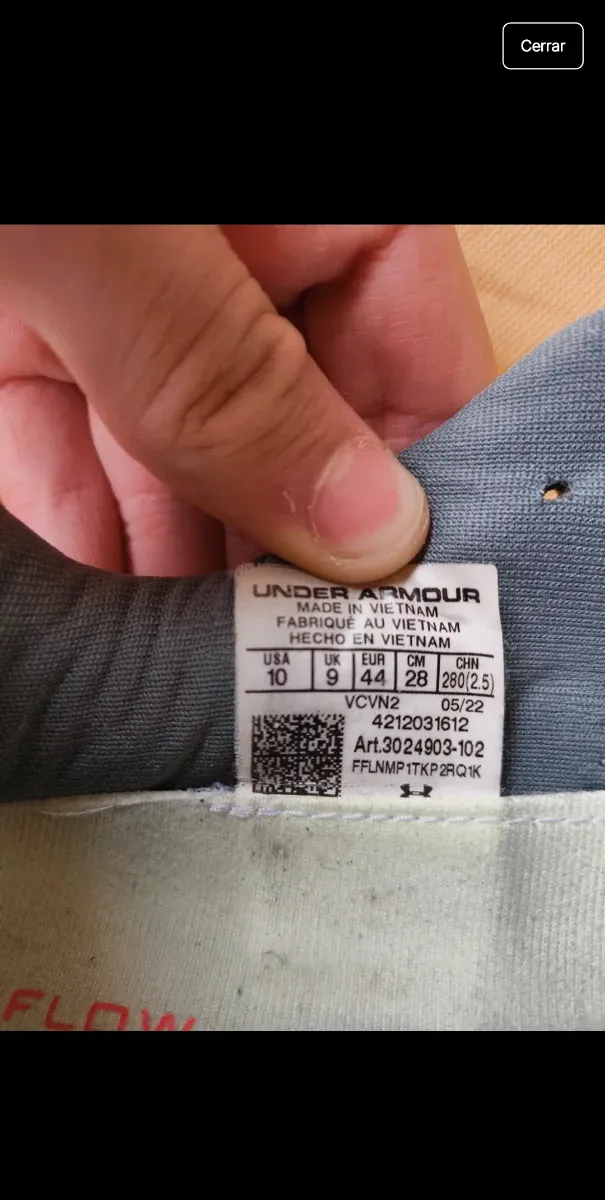 Cerrar
UNDER ARMOUR
MADE IN VIETNAM
FABRIQUÉ AU VIETNAM
HECHO EN VIETNAM
USA UK EUR CM CHN
10 9 44 28 280(2.5)
VCVN2 05/22
4212031612
Art.3024903-102
FFLNMP1TKP2RQ1K
FLOW